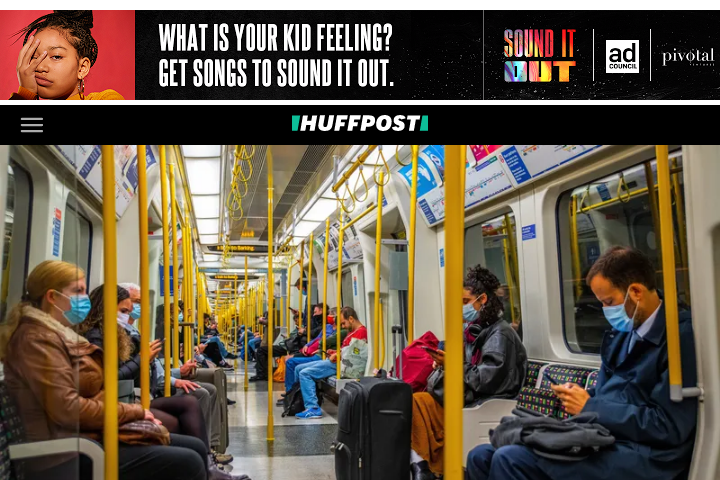 WHAT IS YOUR KID FEELING?
GET SONGS TO SOUND IT OUT.
SOUND IT
OUT
ad
COUNCIL
pivotal
HUFFPOST